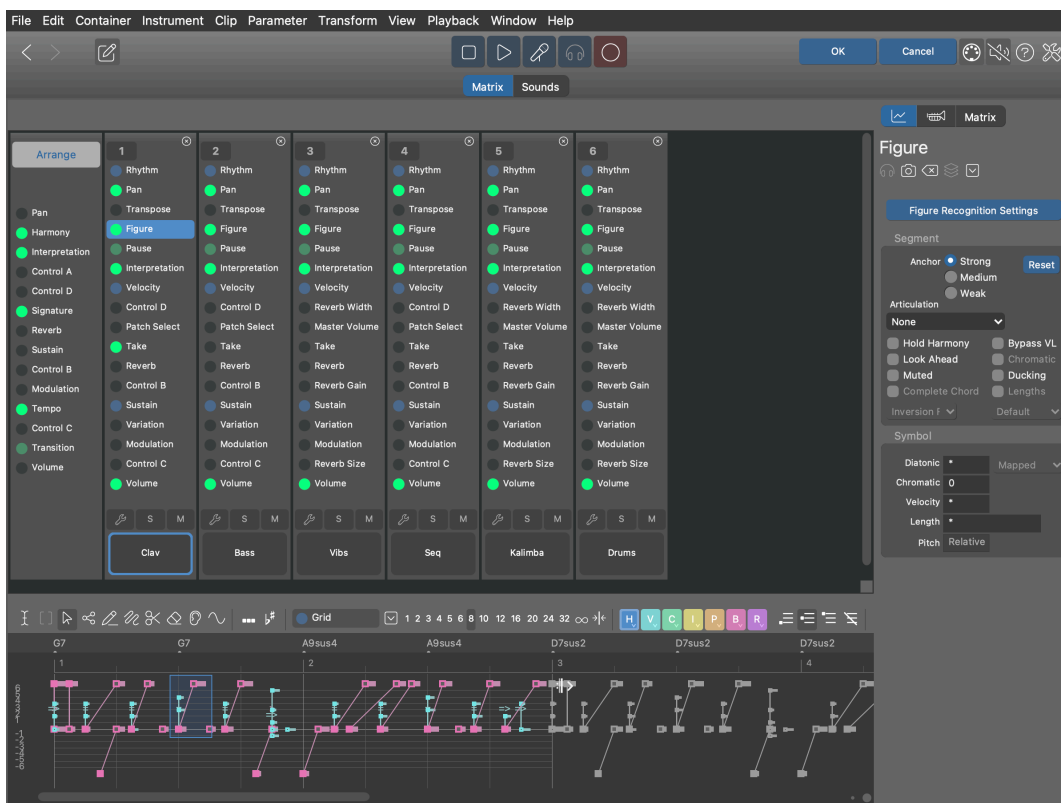 File Edit Container Instrument Clip Parameter Transform View Playback Window Help
OK Cancel
Matrix Sounds
Matrix
Figure
Figure Recognition Settings
Segment
Anchor Strong Reset
Medium
Weak
Articulation
None
Hold Harmony Bypass VL
Look Ahead Chromatic
Muted Ducking
Complete Chord Lengths
Inversion F Default
Symbol
Diatonic * Mapped
Chromatic 0
Velocity *
Length *
Pitch Relative
Arrange
Pan
Harmony
Interpretation
Control A
Control D
Signature
Reverb
Sustain
Control B
Modulation
Tempo
Control C
Transition
Volume
1 2 3 4 5 6
Rhythm Rhythm Rhythm Rhythm Rhythm Rhythm
Pan Pan Pan Pan Pan Pan
Transpose Transpose Transpose Transpose Transpose Transpose
Figure Figure Figure Figure Figure Figure
Pause Pause Pause Pause Pause Pause
Interpretation Interpretation Interpretation Interpretation Interpretation Interpretation
Velocity Velocity Velocity Velocity Velocity Velocity
Control D Control D Reverb Width Control D Reverb Width Reverb Width
Patch Select Patch Select Master Volume Patch Select Master Volume Master Volume
Take Take Take Take Take Take
Reverb Reverb Reverb Reverb Reverb Reverb
Control B Control B Reverb Gain Control B Reverb Gain Reverb Gain
Sustain Sustain Sustain Sustain Sustain Sustain
Variation Variation Variation Variation Variation Variation
Modulation Modulation Modulation Modulation Modulation Modulation
Control C Control C Reverb Size Control C Reverb Size Reverb Size
Volume Volume Volume Volume Volume Volume
S M S M S M S M S M S M
Clav Bass Vibs Seq Kalimba Drums
Grid 1 2 3 4 5 6 8 10 12 16 20 24 32 ∞ H V C I P B R
G7 G7 A9sus4 A9sus4 D7sus2 D7sus2 D7sus2
1 2 3 4